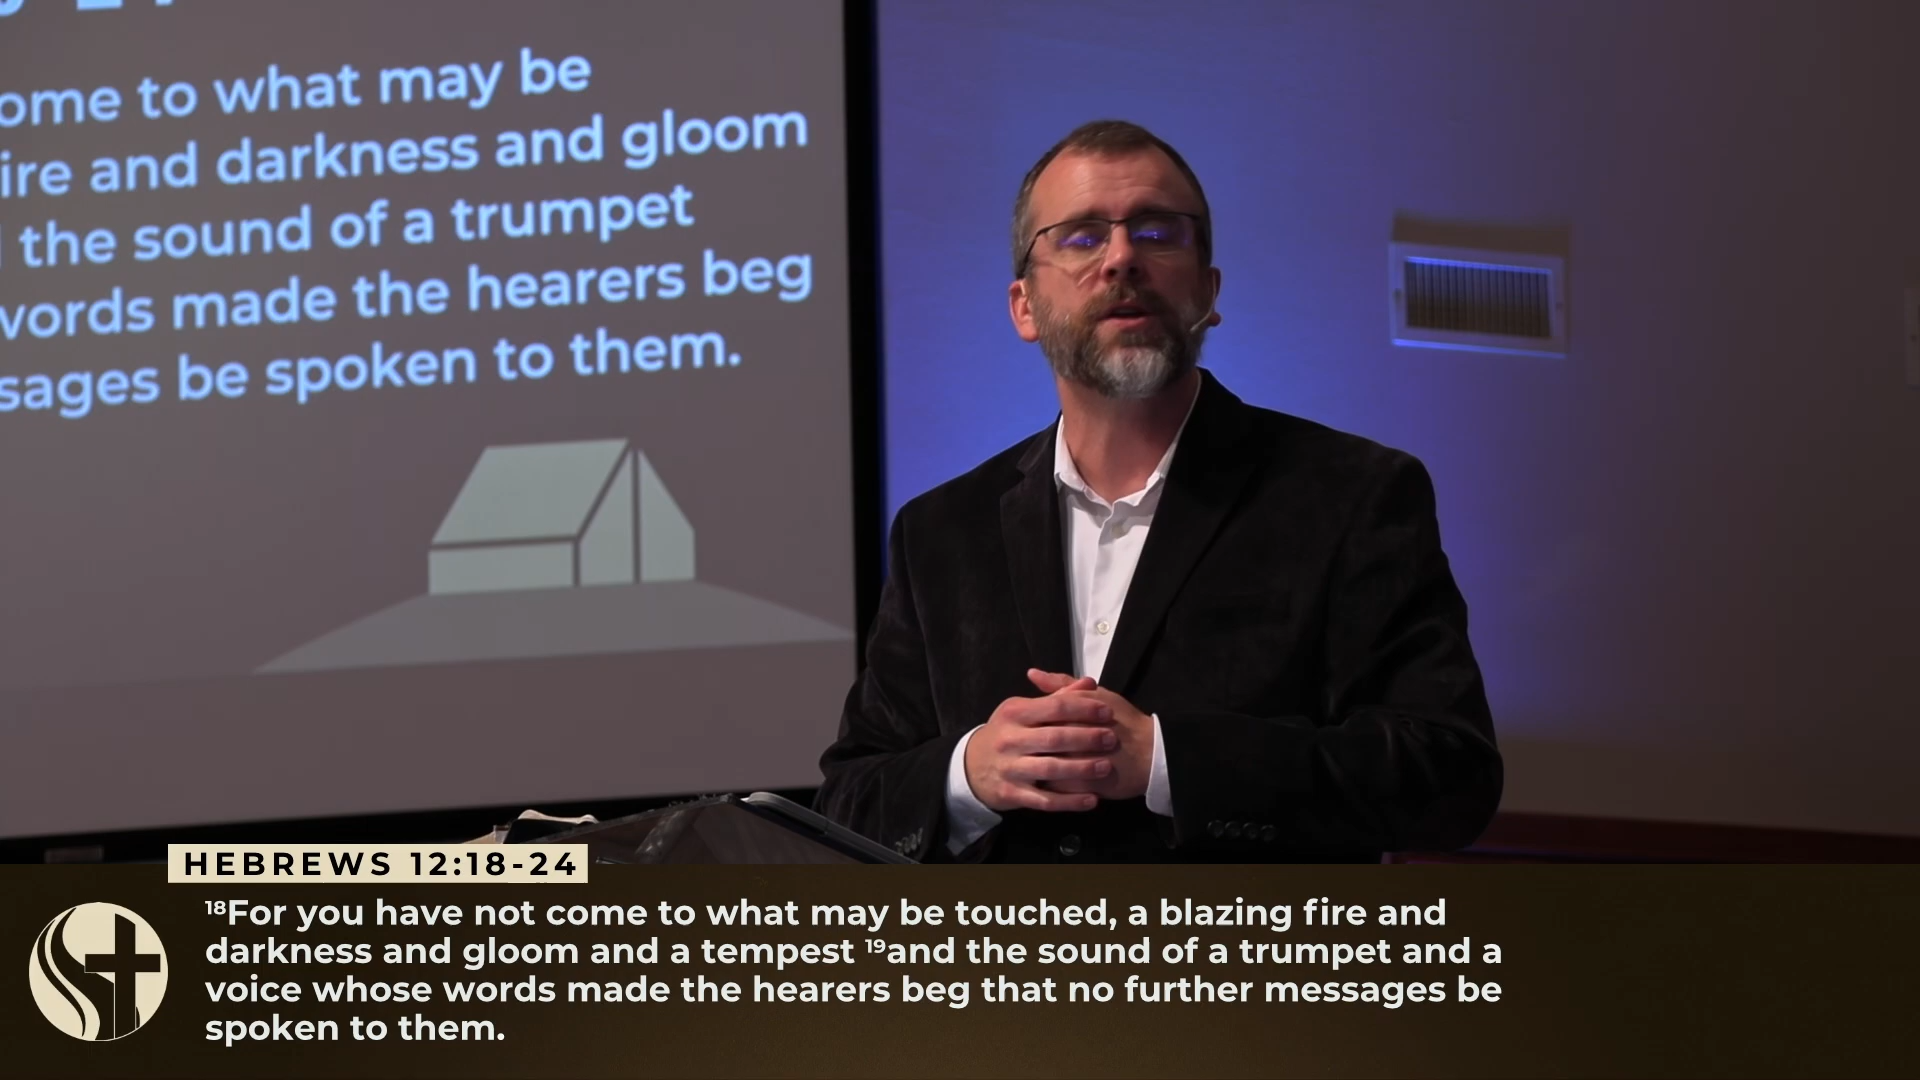 ome to what may be
ire and darkness and gloom
the sound of a trumpet
words made the hearers beg
sages be spoken to them.
HEBREWS 12:18-24
¹⁸For you have not come to what may be touched, a blazing fire and
darkness and gloom and a tempest ¹⁹and the sound of a trumpet and a
voice whose words made the hearers beg that no further messages be
spoken to them.